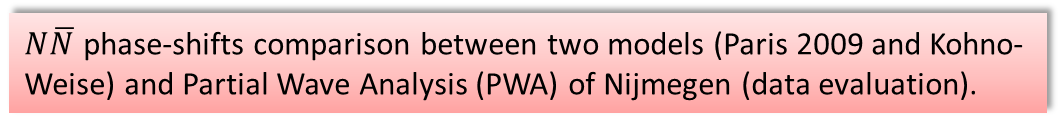 NN̅ phase-shifts comparison between two models (Paris 2009 and Kohno-
Weise) and Partial Wave Analysis (PWA) of Nijmegen (data evaluation).